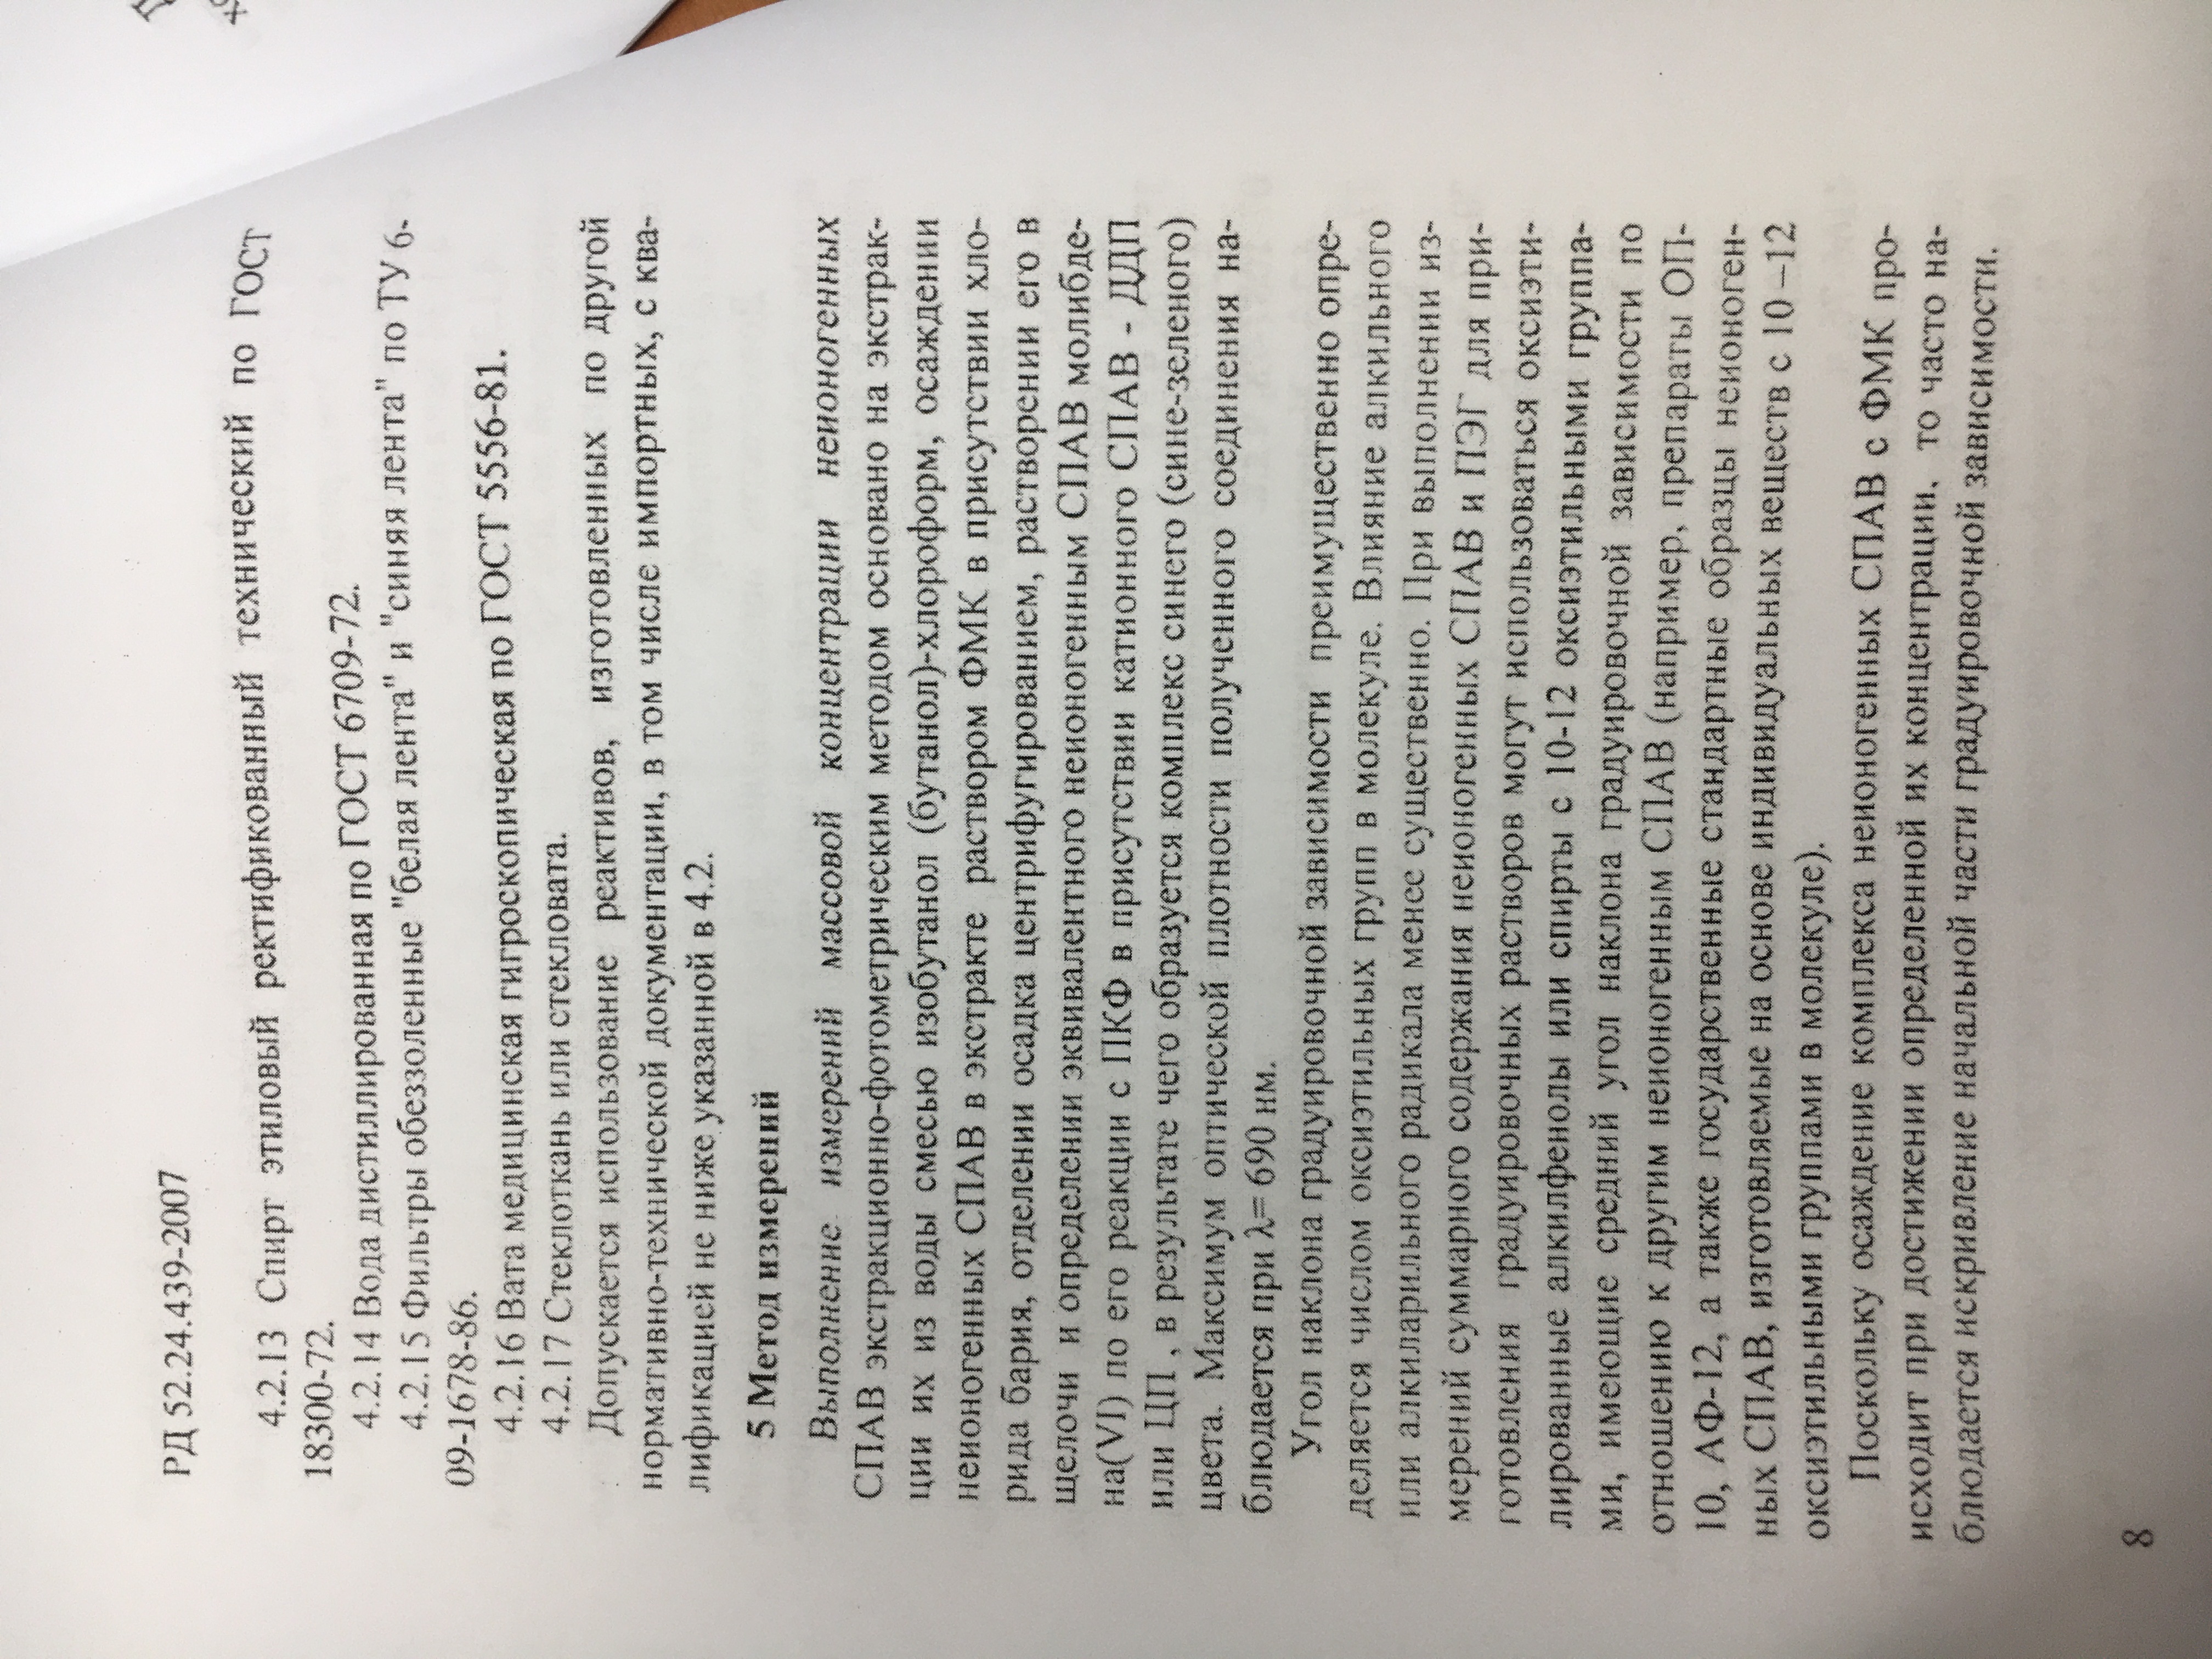 РД 52.24.439-2007
4.2.13 Спирт этиловый ректификованный технический по ГОСТ
18300-72.
4.2.14 Вода дистиллированная по ГОСТ 6709-72.
4.2.15 Фильтры обеззоленные "белая лента" и "синяя лента" по ТУ 6-
09-1678-86.
4.2.16 Вата медицинская гигроскопическая по ГОСТ 5556-81.
4.2.17 Стеклоткань или стекловата.
Допускается использование реактивов, изготовленных по другой
нормативно-технической документации, в том числе импортных, с ква-
лификацией не ниже указанной в 4.2.
5 Метод измерений
Выполнение измерений массовой концентрации неионогенных
СПАВ экстракционно-фотометрическим методом основано на экстрак-
ции их из воды смесью изобутанол (бутанол)-хлороформ, осаждении
неионогенных СПАВ в экстракте раствором ФМК в присутствии хло-
рида бария, отделении осадка центрифугированием, растворении его в
щелочи и определении эквивалентного неионогенным СПАВ молибде-
на(VI) по его реакции с ПКФ в присутствии катионного СПАВ - ДДП
или ЦП , в результате чего образуется комплекс синего (сине-зеленого)
цвета. Максимум оптической плотности полученного соединения на-
блюдается при λ= 690 нм.
Угол наклона градуировочной зависимости преимущественно опре-
деляется числом оксиэтильных групп в молекуле. Влияние алкильного
или алкиларильного радикала менее существенно. При выполнении из-
мерений суммарного содержания неионогенных СПАВ и ПЭГ для при-
готовления градуировочных растворов могут использоваться оксиэти-
лированные алкилфенолы или спирты с 10-12 оксиэтильными группа-
ми, имеющие средний угол наклона градуировочной зависимости по
отношению к другим неионогенным СПАВ (например, препараты ОП-
10, АФ-12, а также государственные стандартные образцы неионоген-
ных СПАВ, изготовляемые на основе индивидуальных веществ с 10 –12
оксиэтильными группами в молекуле).
Поскольку осаждение комплекса неионогенных СПАВ с ФМК про-
исходит при достижении определенной их концентрации, то часто на-
блюдается искривление начальной части градуировочной зависимости.
8